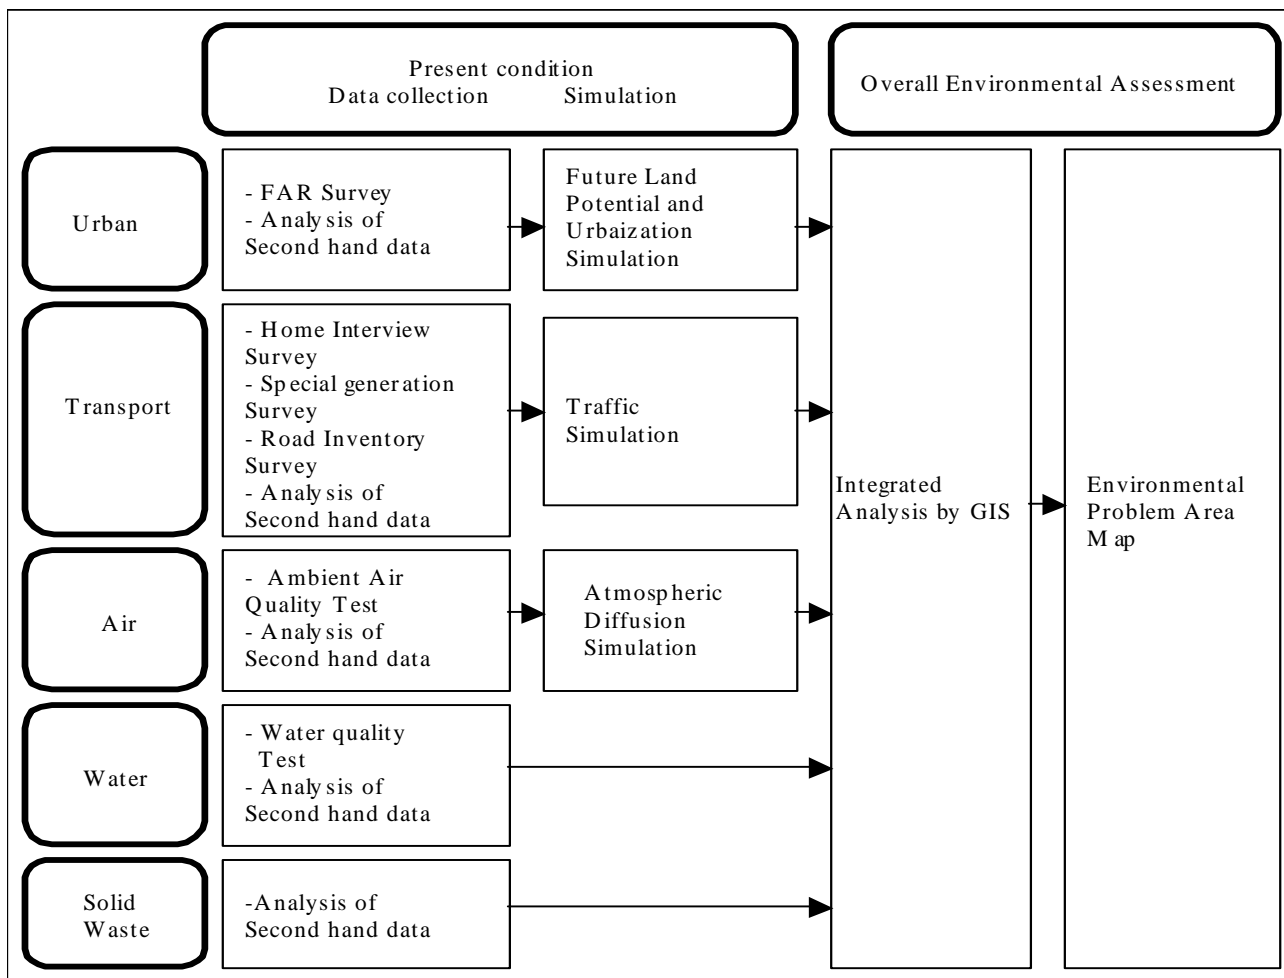 Present condition
Data collection Simulation
Overall Environmental Assessment
Urban
- FAR Survey
- Analysis of
Second hand data
Future Land
Potential and
Urbaization
Simulation
Transport
- Home Interview
Survey
- Special generation
Survey
- Road Inventory
Survey
- Analysis of
Second hand data
Traffic
Simulation
Air
- Ambient Air
Quality Test
- Analysis of
Second hand data
Atmospheric
Diffusion
Simulation
Water
- Water quality
Test
- Analysis of
Second hand data
Solid
Waste
-Analysis of
Second hand data
Integrated
Analysis by GIS
Environmental
Problem Area
Map